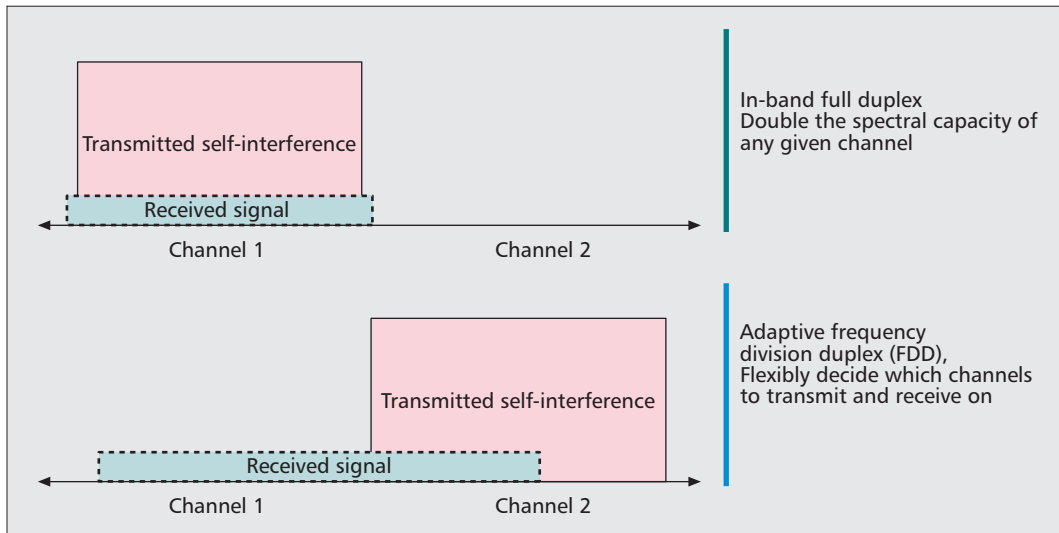 Transmitted self-interference
Received signal
Channel 1
Channel 2
In-band full duplex
Double the spectral capacity of
any given channel
Transmitted self-interference
Received signal
Channel 1
Channel 2
Adaptive frequency
division duplex (FDD),
Flexibly decide which channels
to transmit and receive on